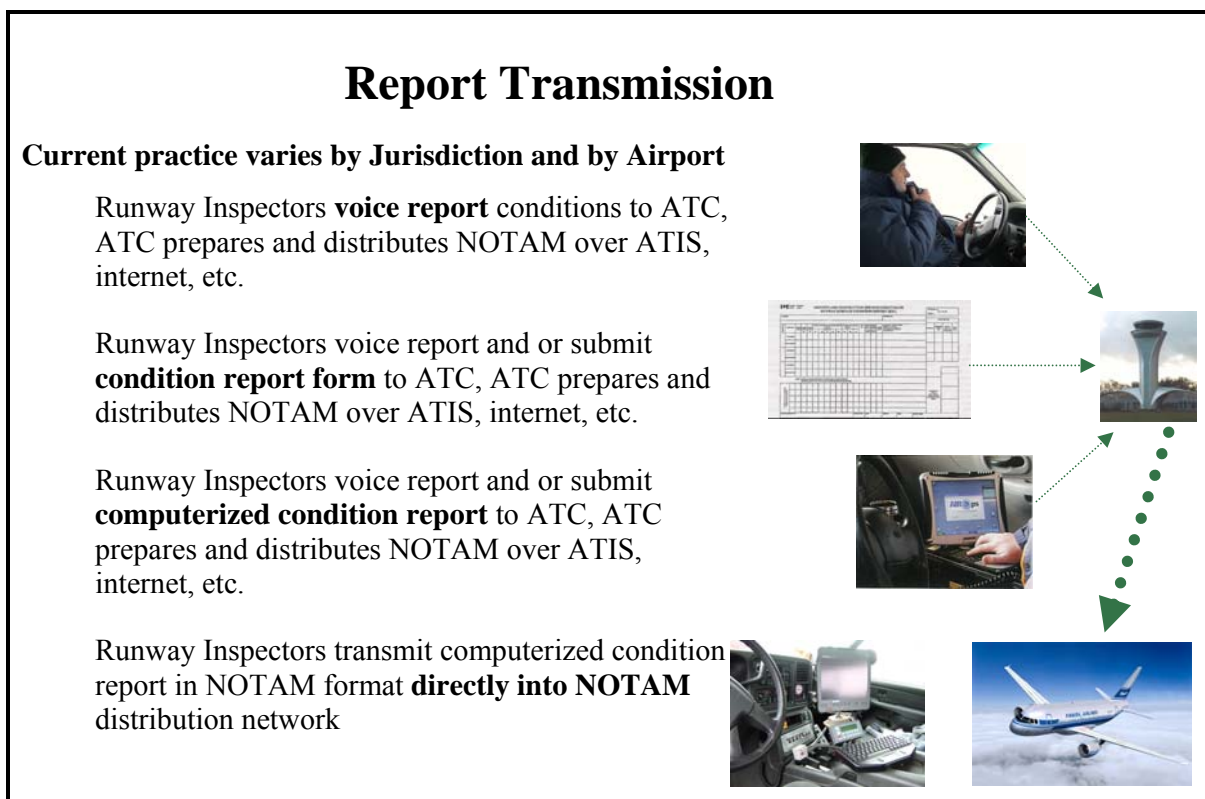 Report Transmission
Current practice varies by Jurisdiction and by Airport
Runway Inspectors voice report conditions to ATC,
ATC prepares and distributes NOTAM over ATIS,
internet, etc.
Runway Inspectors voice report and or submit
condition report form to ATC, ATC prepares and
distributes NOTAM over ATIS, internet, etc.
Runway Inspectors voice report and or submit
computerized condition report to ATC, ATC
prepares and distributes NOTAM over ATIS,
internet, etc.
Runway Inspectors transmit computerized condition
report in NOTAM format directly into NOTAM
distribution network